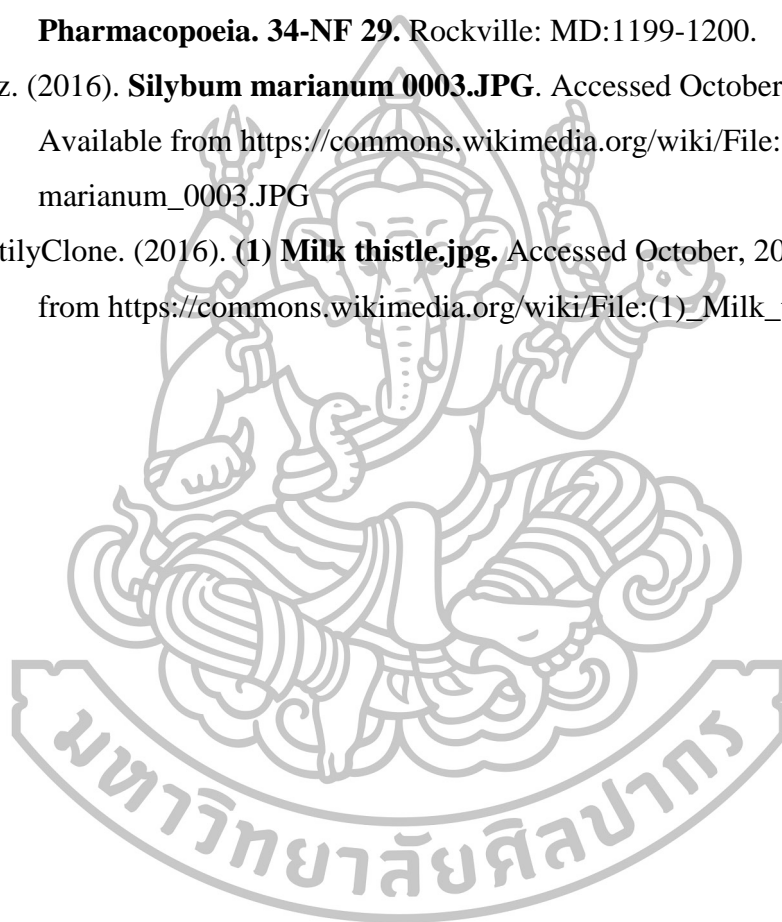 Pharmacopoeia. 34-NF 29. Rockville: MD:1199-1200.
z. (2016). Silybum marianum 0003.JPG. Accessed October
Available from https://commons.wikimedia.org/wiki/File:
marianum_0003.JPG
tilyClone. (2016). (1) Milk thistle.jpg. Accessed October, 20
from https://commons.wikimedia.org/wiki/File:(1)_Milk_
มหาวิทยาลัยศิลปากร